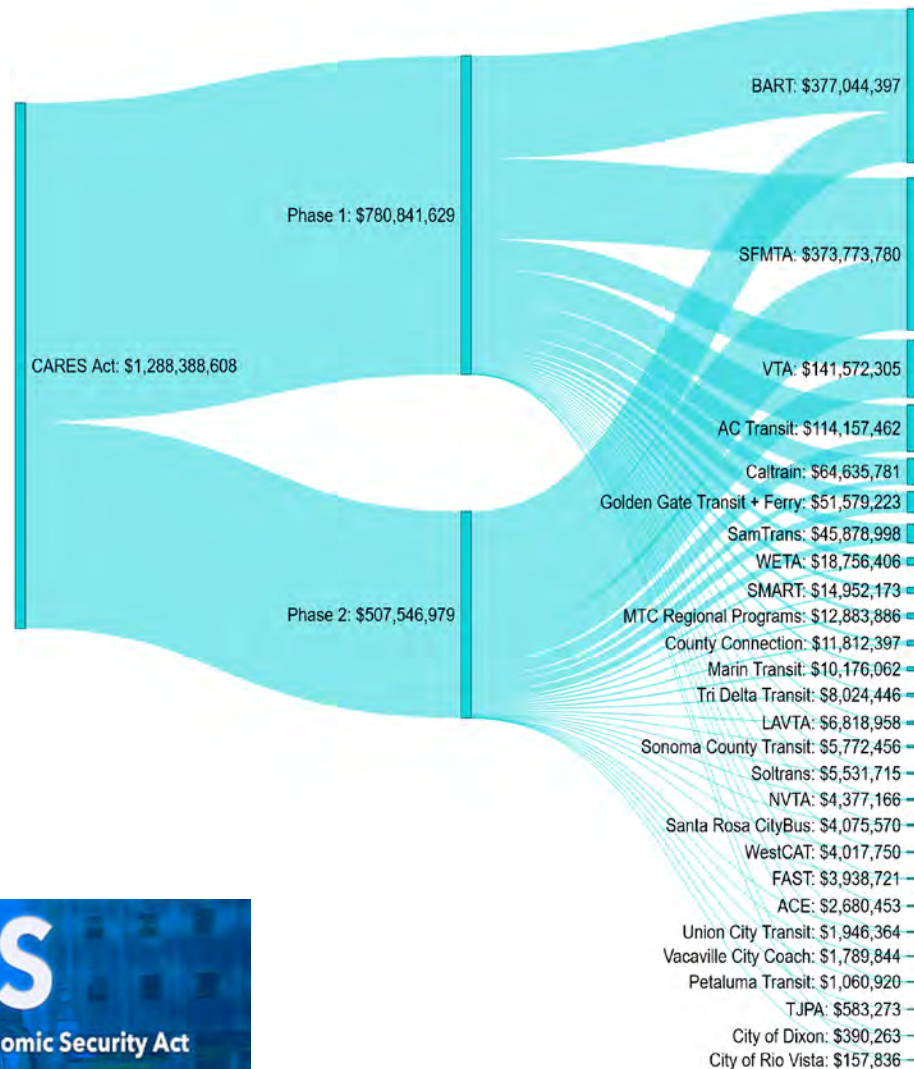 CARES Act: $1,288,388,608
Phase 1: $780,841,629
Phase 2: $507,546,979
BART: $377,044,397
SFMTA: $373,773,780
VTA: $141,572,305
AC Transit: $114,157,462
Caltrain: $64,635,781
Golden Gate Transit + Ferry: $51,579,223
SamTrans: $45,878,998
WETA: $18,756,406
SMART: $14,952,173
MTC Regional Programs: $12,883,886
County Connection: $11,812,397
Marin Transit: $10,176,062
Tri Delta Transit: $8,024,446
LAVTA: $6,818,958
Sonoma County Transit: $5,772,456
Soltrans: $5,531,715
NVTA: $4,377,166
Santa Rosa CityBus: $4,075,570
WestCAT: $4,017,750
FAST: $3,938,721
ACE: $2,680,453
Union City Transit: $1,946,364
Vacaville City Coach: $1,789,844
Petaluma Transit: $1,060,920
TJPA: $583,273
City of Dixon: $390,263
City of Rio Vista: $157,836
S
omic Security Act